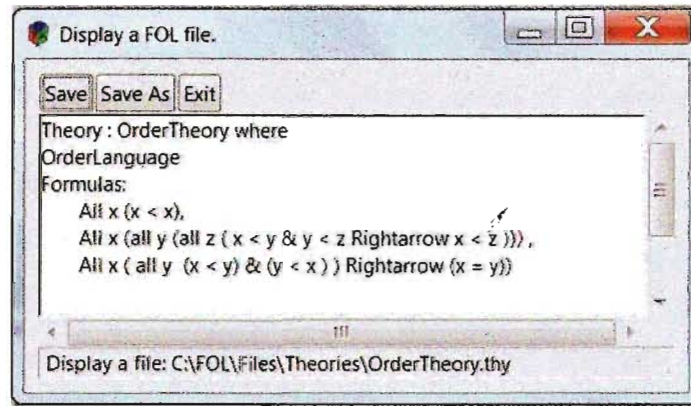 Display a FOL file.
Save Save As Exit
Theory : OrderTheory where
OrderLanguage
Formulas:
All x (x < x),
All x (all y (all z ( x < y & y < z Rightarrow x < z ))) ,
All x ( all y (x < y) & (y < x ) ) Rightarrow (x = y))
Display a file: C:\FOL\Files\Theories\OrderTheory.thy